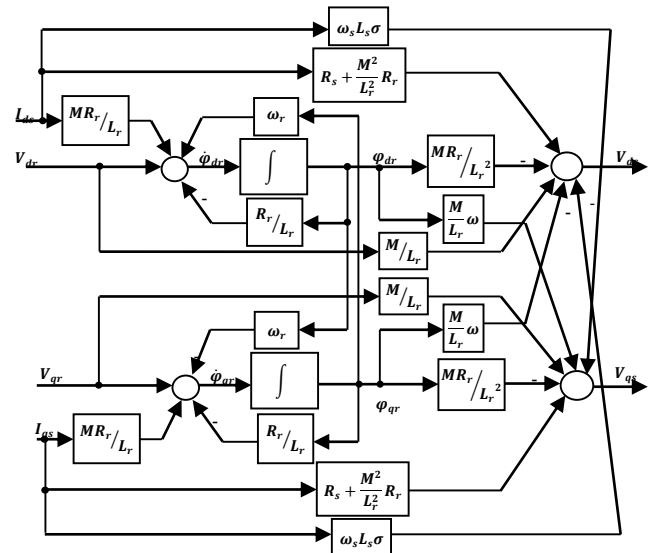 ω_s L_s σ
R_s + M²/L_r² R_r
I_ds
MR_r/L_r
ω_r
V_dr
φ̇_dr
∫
φ_dr
MR_r/L_r²
-
V_ds
-
R_r/L_r
M/L_r ω
-
-
M/L_r
M/L_r
ω_r
M/L_r ω
-
V_qr
φ̇_qr
∫
φ_qr
MR_r/L_r²
-
V_qs
I_qs
MR_r/L_r
-
R_r/L_r
R_s + M²/L_r² R_r
ω_s L_s σ